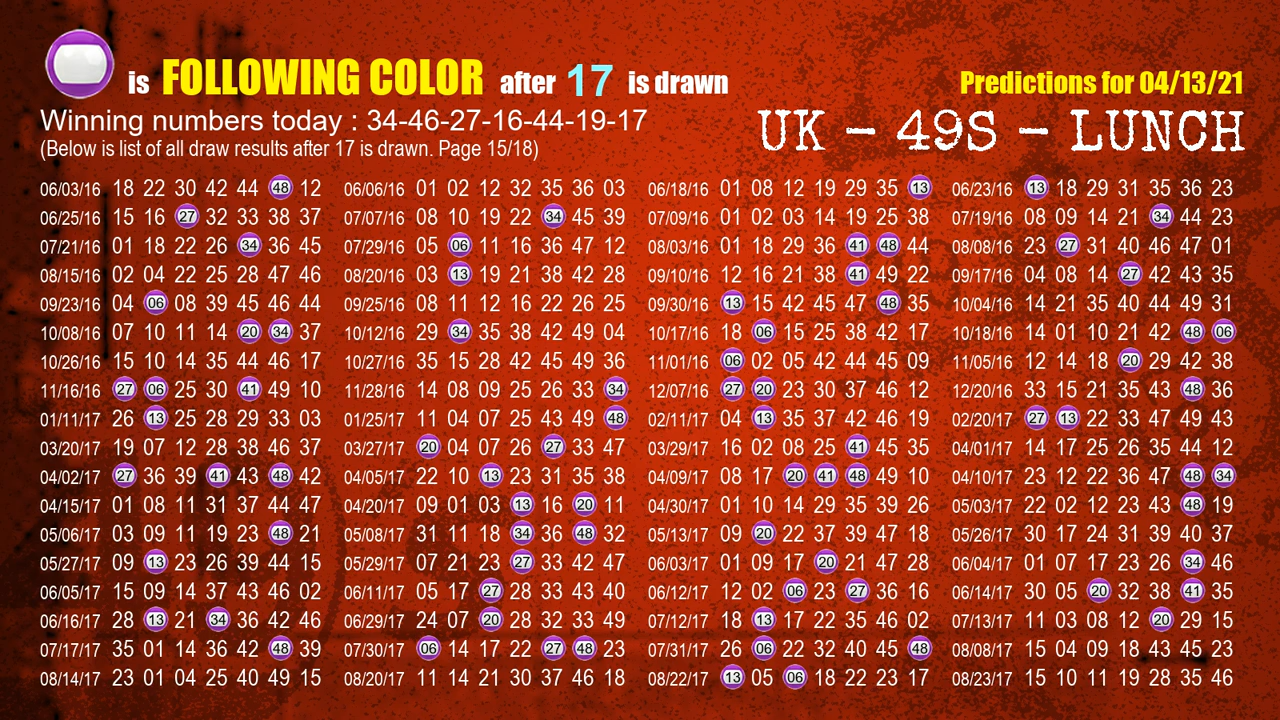 is FOLLOWING COLOR after 17 is drawn
Predictions for 04/13/21
Winning numbers today : 34-46-27-16-44-19-17
UK - 49S - LUNCH
(Below is list of all draw results after 17 is drawn. Page 15/18)
06/03/16 18 22 30 42 44 48 12 06/06/16 01 02 12 32 35 36 03 06/18/16 01 08 12 19 29 35 13 06/23/16 13 18 29 31 35 36 23
06/25/16 15 16 27 32 33 38 37 07/07/16 08 10 19 22 34 45 39 07/09/16 01 02 03 14 19 25 38 07/19/16 08 09 14 21 34 44 23
07/21/16 01 18 22 26 34 36 45 07/29/16 05 06 11 16 36 47 12 08/03/16 01 18 29 36 41 48 44 08/08/16 23 27 31 40 46 47 01
08/15/16 02 04 22 25 28 47 46 08/20/16 03 13 19 21 38 42 28 09/10/16 12 16 21 38 41 49 22 09/17/16 04 08 14 27 42 43 35
09/23/16 04 06 08 39 45 46 44 09/25/16 08 11 12 16 22 26 25 09/30/16 13 15 42 45 47 48 35 10/04/16 14 21 35 40 44 49 31
10/08/16 07 10 11 14 20 34 37 10/12/16 29 34 35 38 42 49 04 10/17/16 18 06 15 25 38 42 17 10/18/16 14 01 10 21 42 48 06
10/26/16 15 10 14 35 44 46 17 10/27/16 35 15 28 42 45 49 36 11/01/16 06 02 05 42 44 45 09 11/05/16 12 14 18 20 29 42 38
11/16/16 27 06 25 30 41 49 10 11/28/16 14 08 09 25 26 33 34 12/07/16 27 20 23 30 37 46 12 12/20/16 33 15 21 35 43 48 36
01/11/17 26 13 25 28 29 33 03 01/25/17 11 04 07 25 43 49 48 02/11/17 04 13 35 37 42 46 19 02/20/17 27 13 22 33 47 49 43
03/20/17 19 07 12 28 38 46 37 03/27/17 20 04 07 26 27 33 47 03/29/17 16 02 08 25 41 45 35 04/01/17 14 17 25 26 35 44 12
04/02/17 27 36 39 41 43 48 42 04/05/17 22 10 13 23 31 35 38 04/09/17 08 17 20 41 48 49 10 04/10/17 23 12 22 36 47 48 34
04/15/17 01 08 11 31 37 44 47 04/20/17 09 01 03 13 16 20 11 04/30/17 01 10 14 29 35 39 26 05/03/17 22 02 12 23 43 48 19
05/06/17 03 09 11 19 23 48 21 05/08/17 31 11 18 34 36 48 32 05/13/17 09 20 22 37 39 47 18 05/26/17 30 17 24 31 39 40 37
05/27/17 09 13 23 26 39 44 15 05/29/17 07 21 23 27 33 42 47 06/03/17 01 09 17 20 21 47 28 06/04/17 01 07 17 23 26 34 46
06/05/17 15 09 14 37 43 46 02 06/11/17 05 17 27 28 33 43 40 06/12/17 12 02 06 23 27 36 16 06/14/17 30 05 20 32 38 41 35
06/16/17 28 13 21 34 36 42 46 06/29/17 24 07 20 28 32 33 49 07/12/17 18 13 17 22 35 46 02 07/13/17 11 03 08 12 20 29 15
07/17/17 35 01 14 36 42 48 39 07/30/17 06 14 17 22 27 48 23 07/31/17 26 06 22 32 40 45 48 08/08/17 15 04 09 18 43 45 23
08/14/17 23 01 04 25 40 49 15 08/20/17 11 14 21 30 37 46 18 08/22/17 13 05 06 18 22 23 17 08/23/17 15 10 11 19 28 35 46